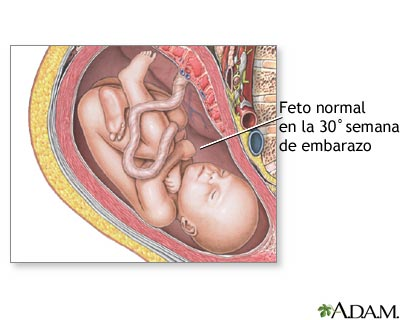 Feto normal
en la 30° semana
de embarazo
A.D.A.M.